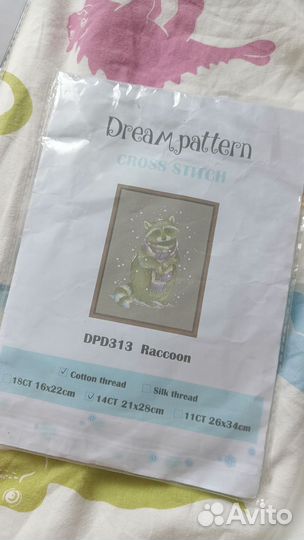 Dream pattern
CROSS STITCH
DPD313 Raccoon
Cotton thread Silk thread
18CT 16x22cm 14CT 21x28cm 11CT 26x34cm
Avito